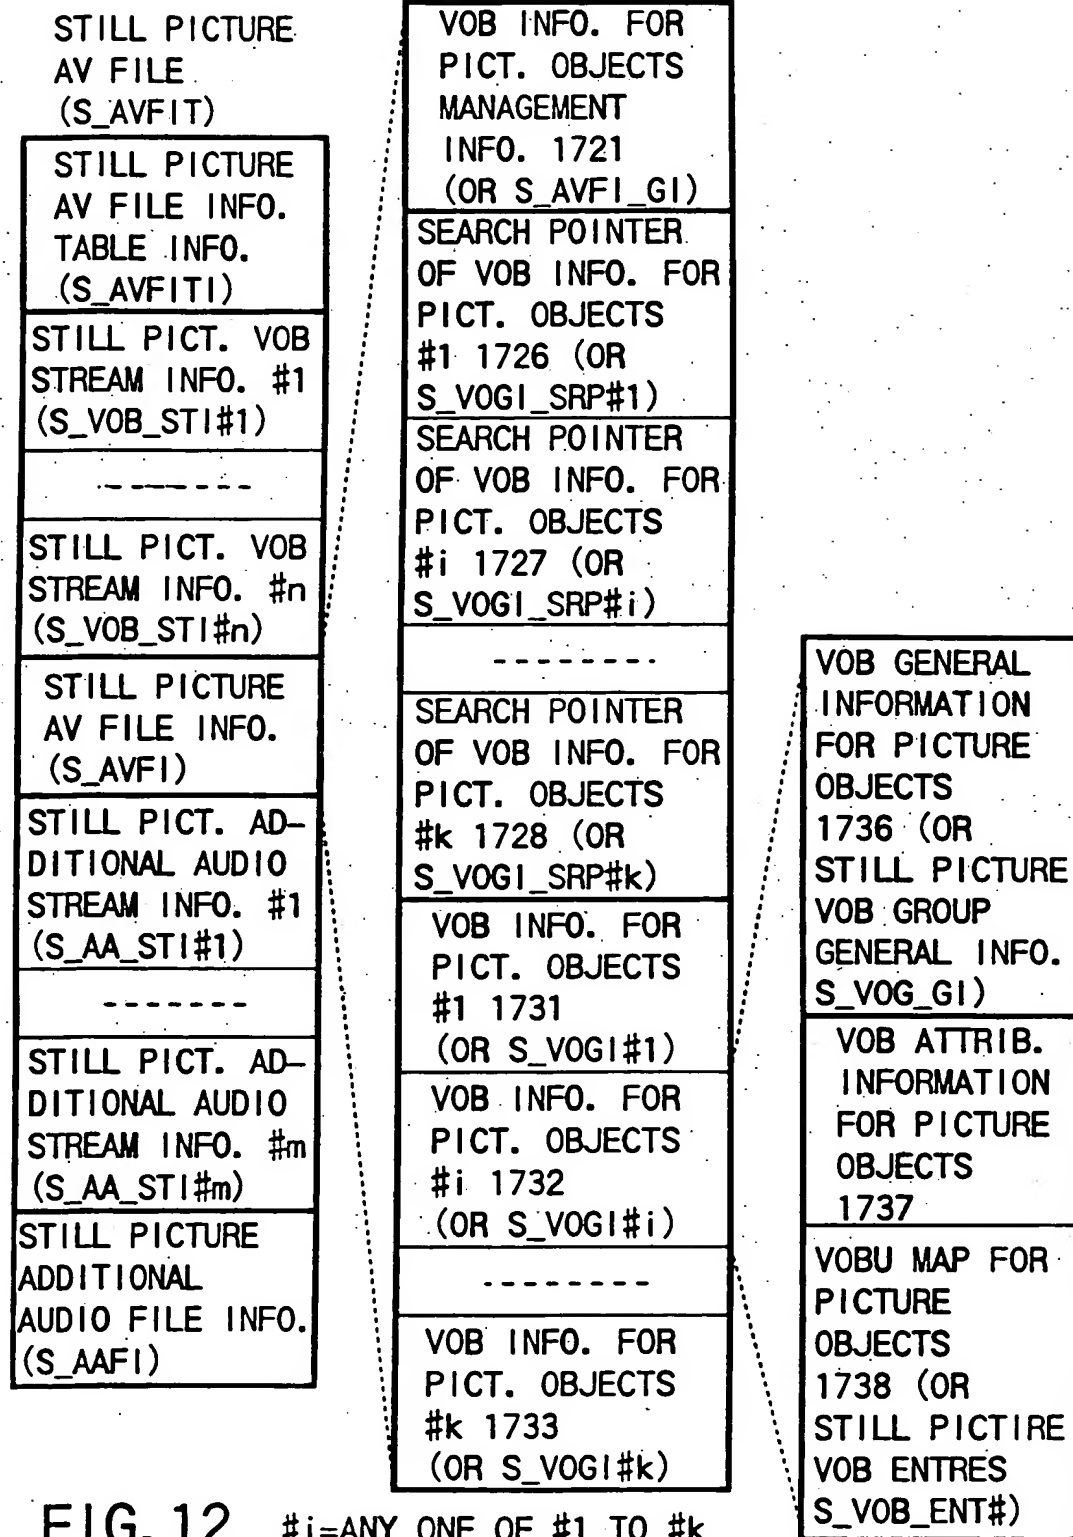 STILL PICTURE
AV FILE
(S_AVFIT)
STILL PICTURE
AV FILE INFO.
TABLE INFO.
(S_AVFITI)
STILL PICT. VOB
STREAM INFO. #1
(S_VOB_STI#1)
STILL PICT. VOB
STREAM INFO. #n
(S_VOB_STI#n)
STILL PICTURE
AV FILE INFO.
(S_AVFI)
STILL PICT. AD-
DITIONAL AUDIO
STREAM INFO. #1
(S_AA_STI#1)
STILL PICT. AD-
DITIONAL AUDIO
STREAM INFO. #m
(S_AA_STI#m)
STILL PICTURE
ADDITIONAL
AUDIO FILE INFO.
(S_AAFI)
VOB INFO. FOR
PICT. OBJECTS
MANAGEMENT
INFO. 1721
(OR S_AVFI_GI)
SEARCH POINTER
OF VOB INFO. FOR
PICT. OBJECTS
#1 1726 (OR
S_VOGI_SRP#1)
SEARCH POINTER
OF VOB INFO. FOR
PICT. OBJECTS
#i 1727 (OR
S_VOGI_SRP#i)
SEARCH POINTER
OF VOB INFO. FOR
PICT. OBJECTS
#k 1728 (OR
S_VOGI_SRP#k)
VOB INFO. FOR
PICT. OBJECTS
#1 1731
(OR S_VOGI#1)
VOB INFO. FOR
PICT. OBJECTS
#i 1732
(OR S_VOGI#i)
VOB INFO. FOR
PICT. OBJECTS
#k 1733
(OR S_VOGI#k)
VOB GENERAL
INFORMATION
FOR PICTURE
OBJECTS
1736 (OR
STILL PICTURE
VOB GROUP
GENERAL INFO.
S_VOG_GI)
VOB ATTRIB.
INFORMATION
FOR PICTURE
OBJECTS
1737
VOBU MAP FOR
PICTURE
OBJECTS
1738 (OR
STILL PICTIRE
VOB ENTRES
S_VOB_ENT#)
FIG. 12 #i=ANY ONE OF #1 TO #k